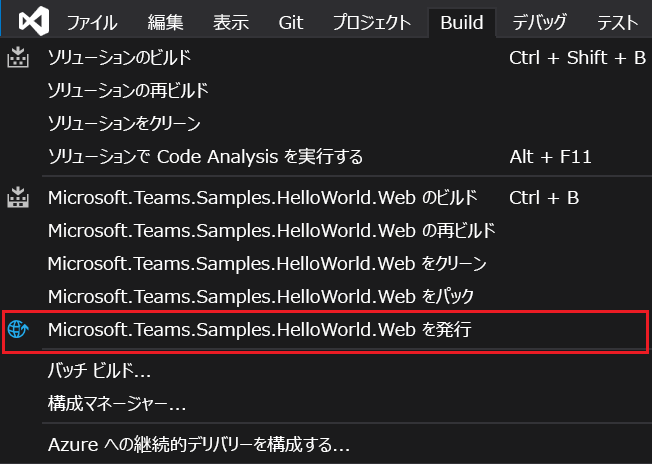 ファイル 編集 表示 Git プロジェクト Build デバッグ テスト
ソリューションのビルド Ctrl + Shift + B
ソリューションの再ビルド
ソリューションをクリーン
ソリューションで Code Analysis を実行する Alt + F11
Microsoft.Teams.Samples.HelloWorld.Web のビルド Ctrl + B
Microsoft.Teams.Samples.HelloWorld.Web の再ビルド
Microsoft.Teams.Samples.HelloWorld.Web をクリーン
Microsoft.Teams.Samples.HelloWorld.Web をパック
Microsoft.Teams.Samples.HelloWorld.Web を発行
バッチ ビルド...
構成マネージャー...
Azure への継続的デリバリーを構成する...